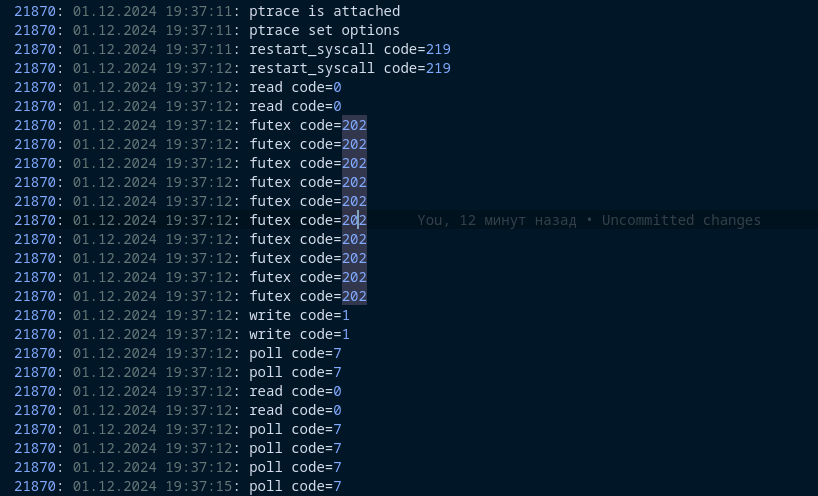 21870: 01.12.2024 19:37:11: ptrace is attached
21870: 01.12.2024 19:37:11: ptrace set options
21870: 01.12.2024 19:37:11: restart_syscall code=219
21870: 01.12.2024 19:37:12: restart_syscall code=219
21870: 01.12.2024 19:37:12: read code=0
21870: 01.12.2024 19:37:12: read code=0
21870: 01.12.2024 19:37:12: futex code=202
21870: 01.12.2024 19:37:12: futex code=202
21870: 01.12.2024 19:37:12: futex code=202
21870: 01.12.2024 19:37:12: futex code=202
21870: 01.12.2024 19:37:12: futex code=202
21870: 01.12.2024 19:37:12: futex code=202 You, 12 минут назад • Uncommitted changes
21870: 01.12.2024 19:37:12: futex code=202
21870: 01.12.2024 19:37:12: futex code=202
21870: 01.12.2024 19:37:12: futex code=202
21870: 01.12.2024 19:37:12: futex code=202
21870: 01.12.2024 19:37:12: write code=1
21870: 01.12.2024 19:37:12: write code=1
21870: 01.12.2024 19:37:12: poll code=7
21870: 01.12.2024 19:37:12: poll code=7
21870: 01.12.2024 19:37:12: read code=0
21870: 01.12.2024 19:37:12: read code=0
21870: 01.12.2024 19:37:12: poll code=7
21870: 01.12.2024 19:37:12: poll code=7
21870: 01.12.2024 19:37:12: poll code=7
21870: 01.12.2024 19:37:15: poll code=7